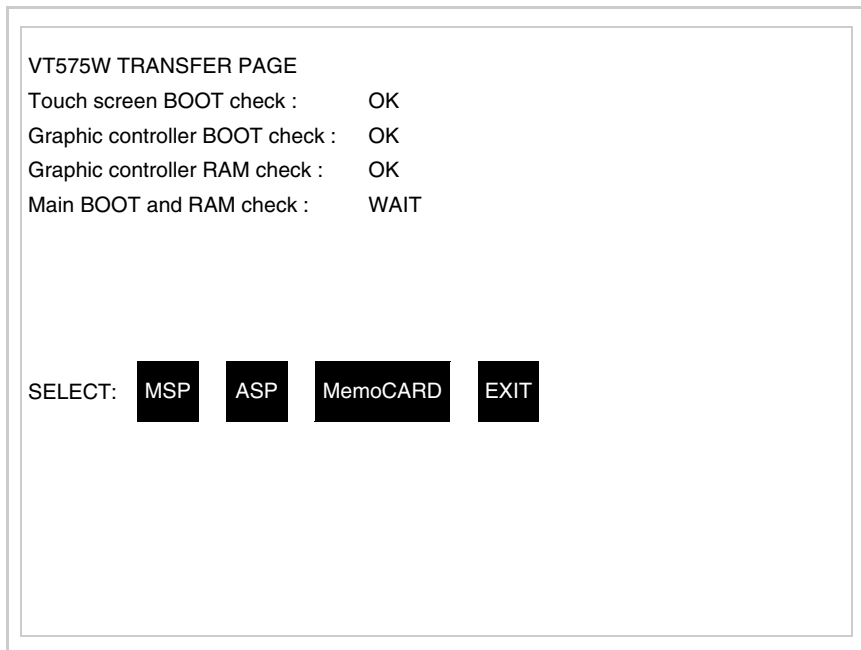 VT575W TRANSFER PAGE
Touch screen BOOT check : OK
Graphic controller BOOT check : OK
Graphic controller RAM check : OK
Main BOOT and RAM check : WAIT
SELECT: MSP ASP MemoCARD EXIT